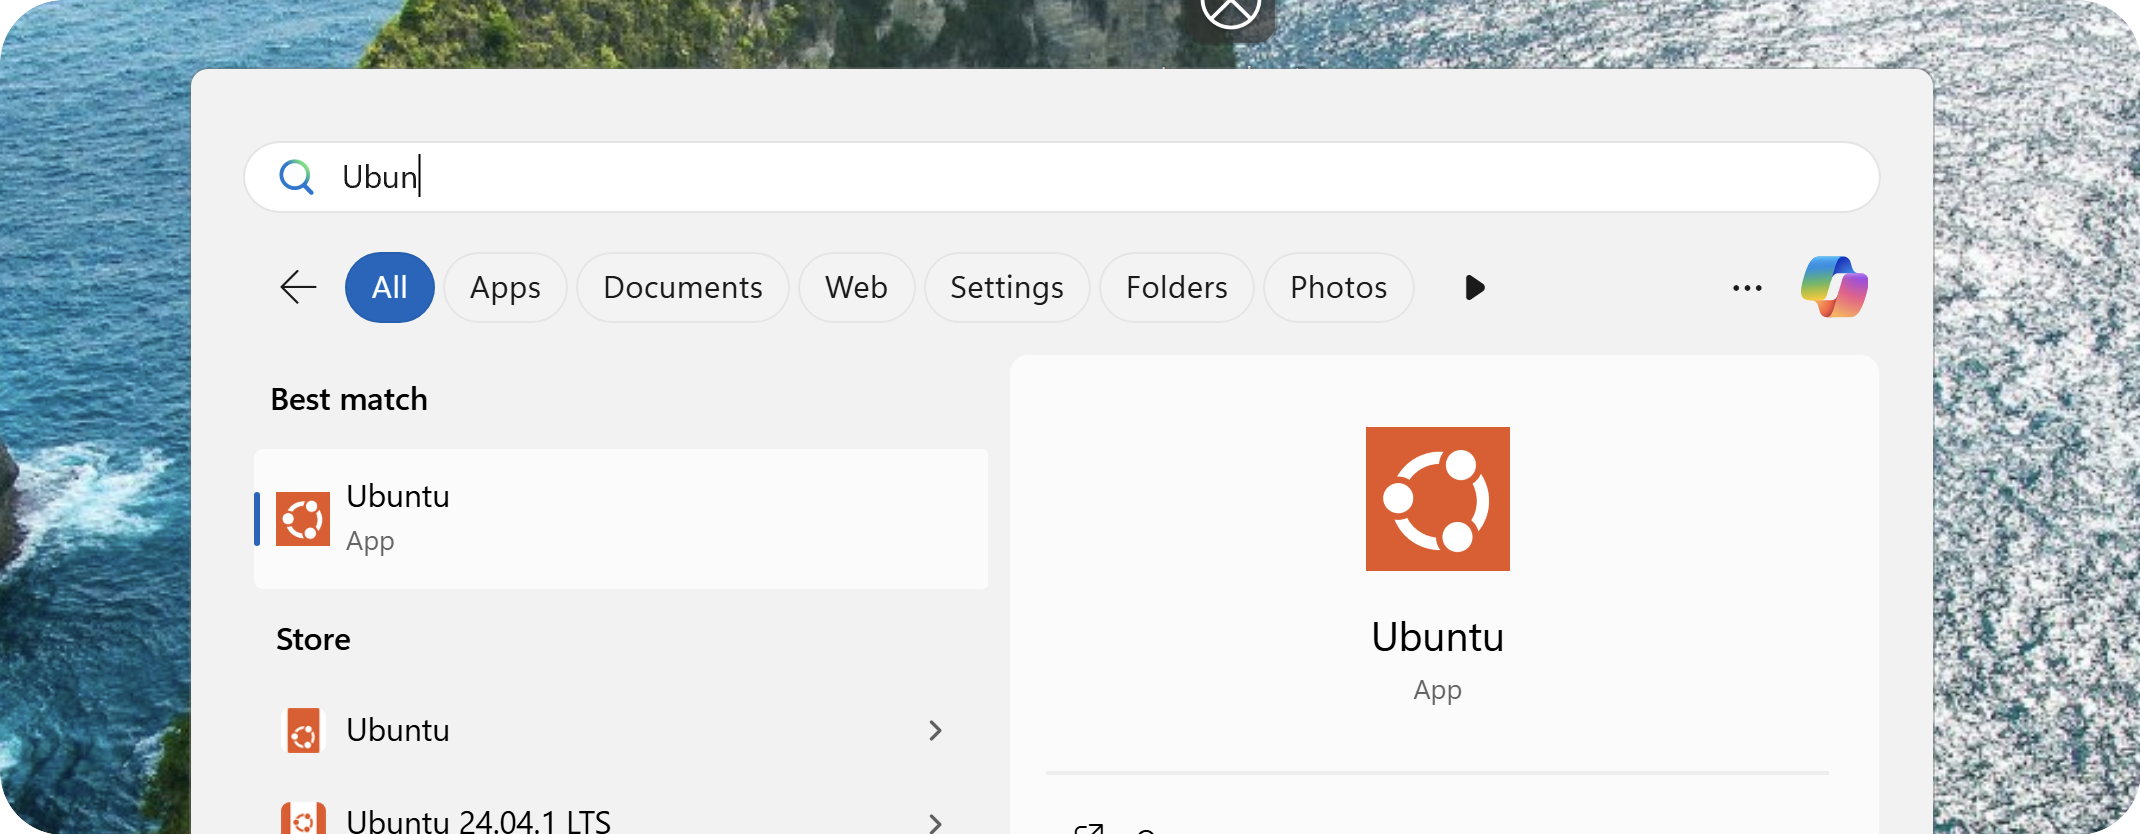 Ubun
All Apps Documents Web Settings Folders Photos
Best match
Ubuntu
App
Store
Ubuntu
Ubuntu 24.04.1 LTS
Ubuntu
App